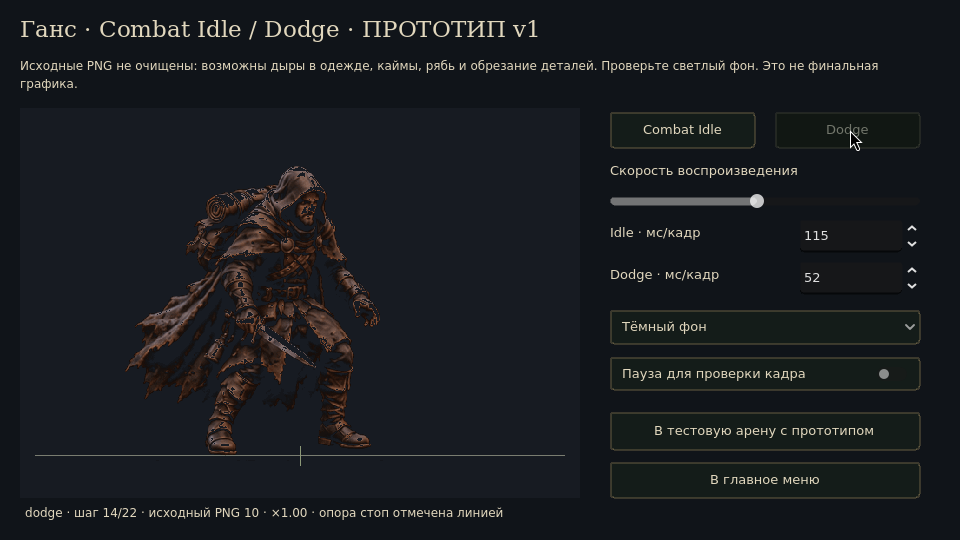 Ганс · Combat Idle / Dodge · ПРОТОТИП v1
Исходные PNG не очищены: возможны дыры в одежде, каймы, рябь и обрезание деталей. Проверьте светлый фон. Это не финальная
графика.
Combat Idle
Dodge
Скорость воспроизведения
Idle · мс/кадр
115
Dodge · мс/кадр
52
Тёмный фон
Пауза для проверки кадра
В тестовую арену с прототипом
В главное меню
dodge · шаг 14/22 · исходный PNG 10 · ×1.00 · опора стоп отмечена линией